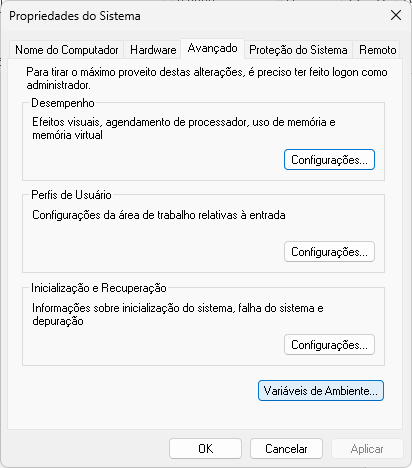 Propriedades do Sistema
Nome do Computador Hardware Avançado Proteção do Sistema Remoto
Para tirar o máximo proveito destas alterações, é preciso ter feito logon como
administrador.
Desempenho
Efeitos visuais, agendamento de processador, uso de memória e
memória virtual
Configurações...
Perfis de Usuário
Configurações da área de trabalho relativas à entrada
Configurações...
Inicialização e Recuperação
Informações sobre inicialização do sistema, falha do sistema e
depuração
Configurações...
Variáveis de Ambiente...
OK Cancelar Aplicar